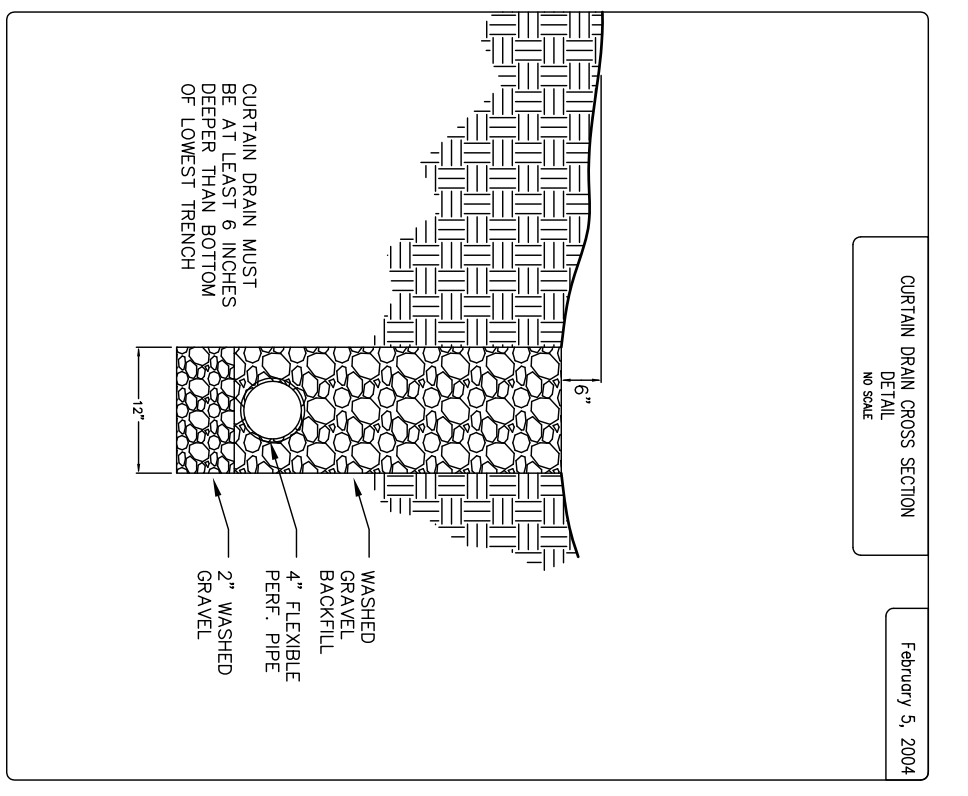 February 5, 2004
CURTAIN DRAIN CROSS SECTION
DETAIL
NO SCALE
6"
WASHED
GRAVEL
BACKFILL
4" FLEXIBLE
PERF. PIPE
2" WASHED
GRAVEL
CURTAIN DRAIN MUST
BE AT LEAST 6 INCHES
DEEPER THAN BOTTOM
OF LOWEST TRENCH
12"